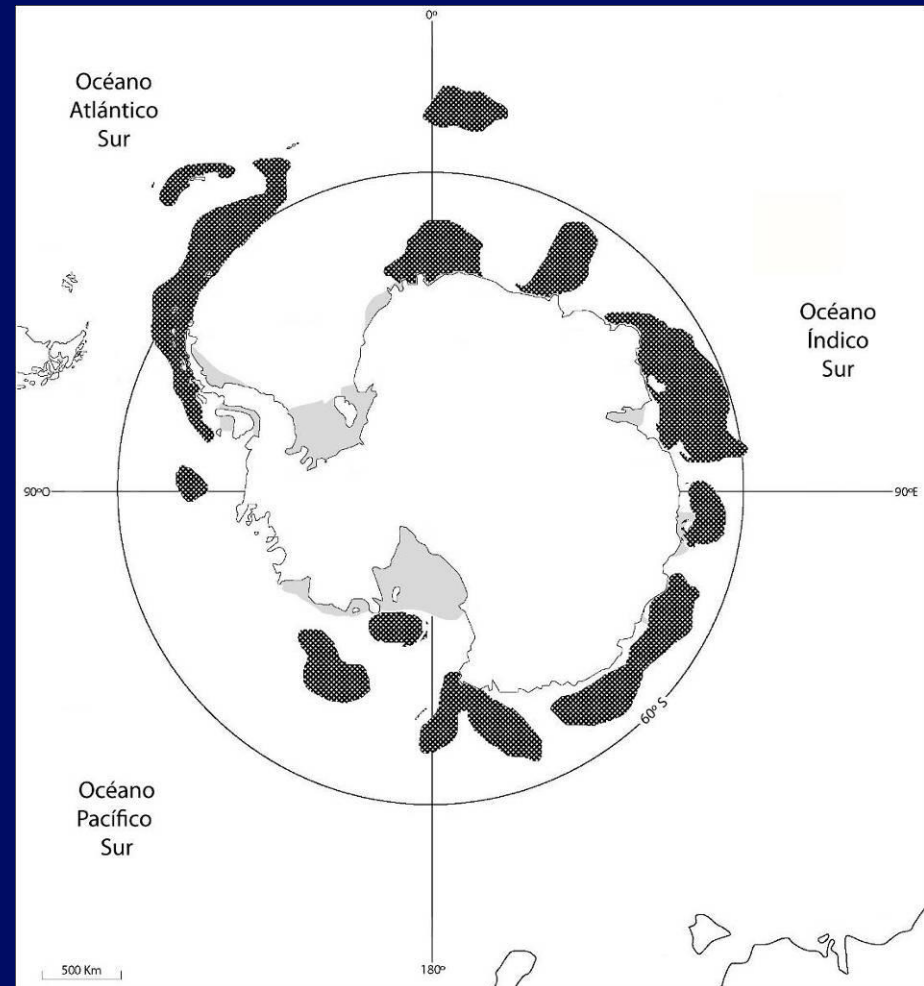 0º
Océano
Atlántico
Sur
Océano
Índico
Sur
90ºO
90ºE
60º S
Océano
Pacífico
Sur
500 Km
180º